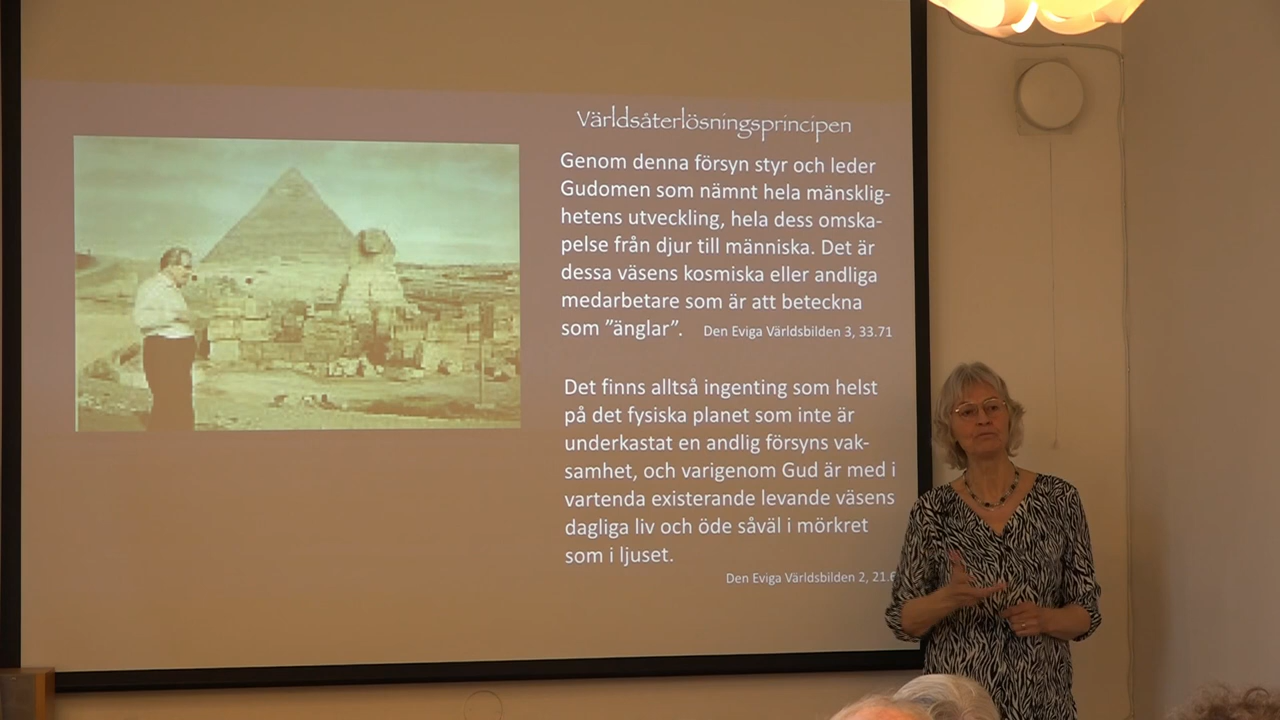 Världsåterlösningsprincipen
Genom denna försyn styr och leder
Gudomen som nämnt hela mänsklig-
hetens utveckling, hela dess omska-
pelse från djur till människa. Det är
dessa väsens kosmiska eller andliga
medarbetare som är att beteckna
som ”änglar”. Den Eviga Världsbilden 3, 33.71
Det finns alltså ingenting som helst
på det fysiska planet som inte är
underkastat en andlig försyns vak-
samhet, och varigenom Gud är med i
vartenda existerande levande väsens
dagliga liv och öde såväl i mörkret
som i ljuset.
Den Eviga Världsbilden 2,